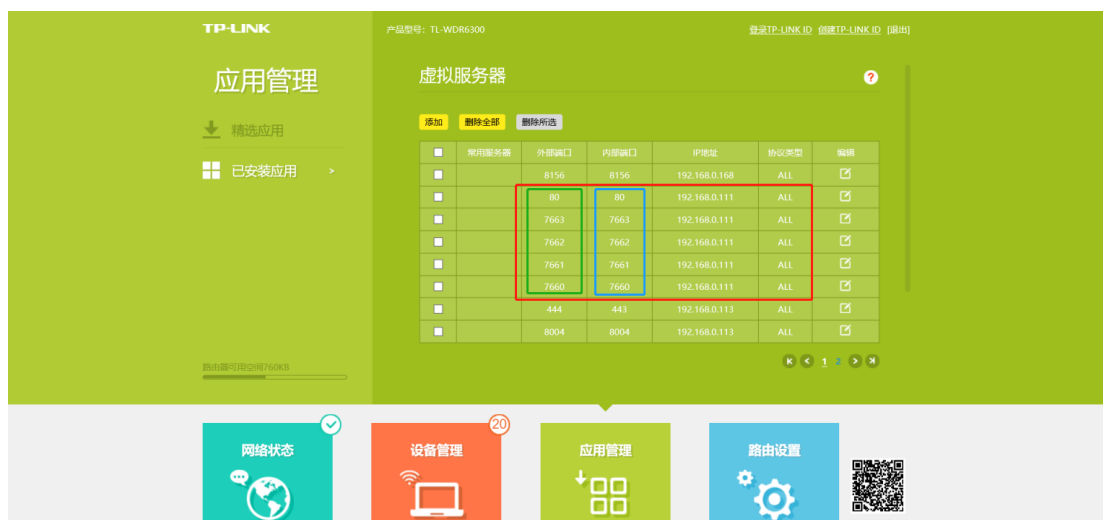 TP-LINK
产品型号：TL-WDR6300
登录TP-LINK ID 创建TP-LINK ID [退出]
应用管理
虚拟服务器
?
精选应用
已安装应用 >
添加 删除全部 删除所选
常用服务器 外部端口 内部端口 IP地址 协议类型 编辑
8156 8156 192.168.0.168 ALL
80 80 192.168.0.111 ALL
7663 7663 192.168.0.111 ALL
7662 7662 192.168.0.111 ALL
7661 7661 192.168.0.111 ALL
7660 7660 192.168.0.111 ALL
444 443 192.168.0.113 ALL
8004 8004 192.168.0.113 ALL
1 2
路由器可用空间760KB
20
网络状态 设备管理 应用管理 路由设置